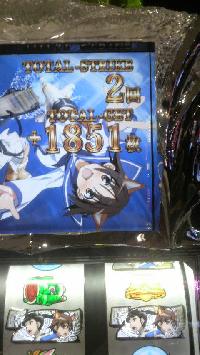 TOTAL-STRIKE
2回
TOTAL-GET
+1851枚